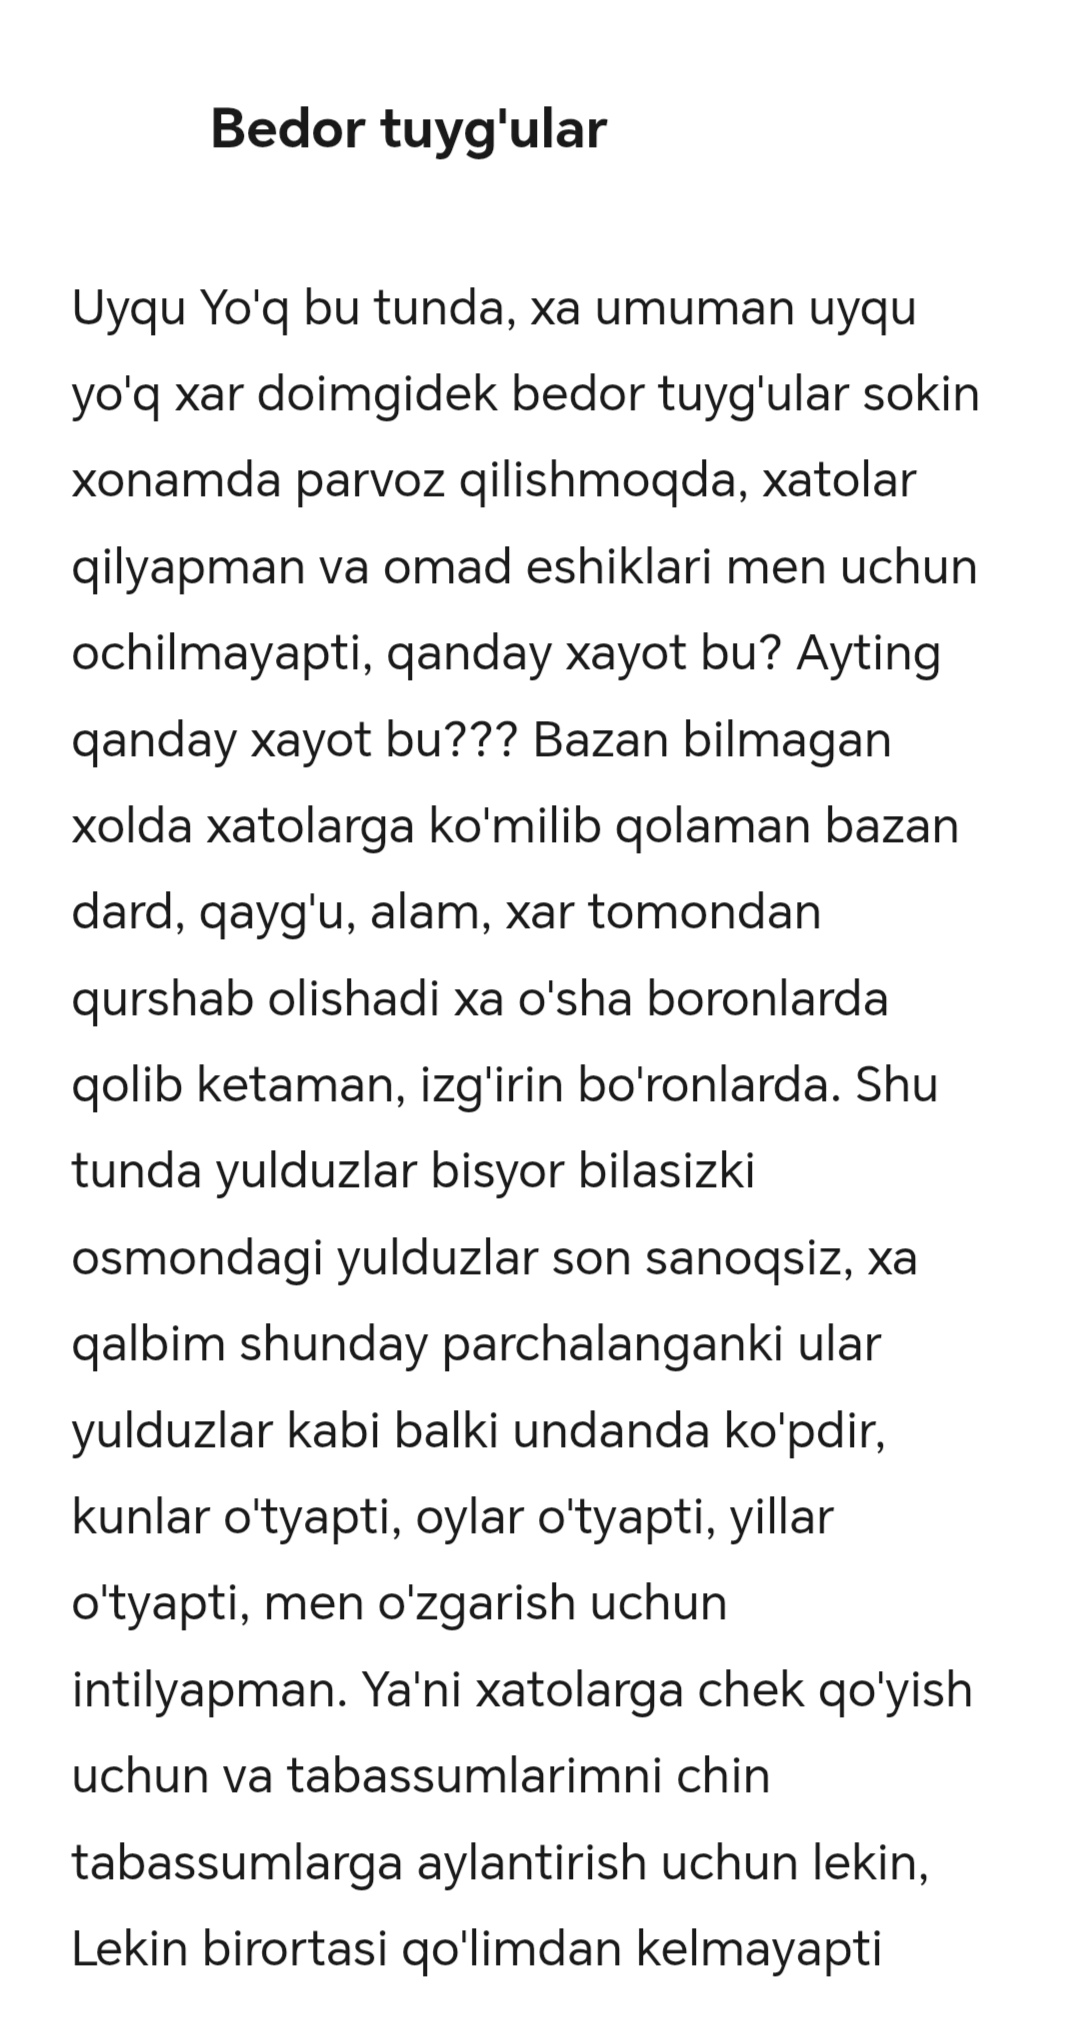 Bedor tuyg'ular
Uyqu Yo'q bu tunda, xa umuman uyqu
yo'q xar doimgidek bedor tuyg'ular sokin
xonamda parvoz qilishmoqda, xatolar
qilyapman va omad eshiklari men uchun
ochilmayapti, qanday xayot bu? Ayting
qanday xayot bu??? Bazan bilmagan
xolda xatolarga ko'milib qolaman bazan
dard, qayg'u, alam, xar tomondan
qurshab olishadi xa o'sha boronlarda
qolib ketaman, izg'irin bo'ronlarda. Shu
tunda yulduzlar bisyor bilasizki
osmondagi yulduzlar son sanoqsiz, xa
qalbim shunday parchalanganki ular
yulduzlar kabi balki undanda ko'pdir,
kunlar o'tyapti, oylar o'tyapti, yillar
o'tyapti, men o'zgarish uchun
intilyapman. Ya'ni xatolarga chek qo'yish
uchun va tabassumlarimni chin
tabassumlarga aylantirish uchun lekin,
Lekin birortasi qo'limdan kelmayapti